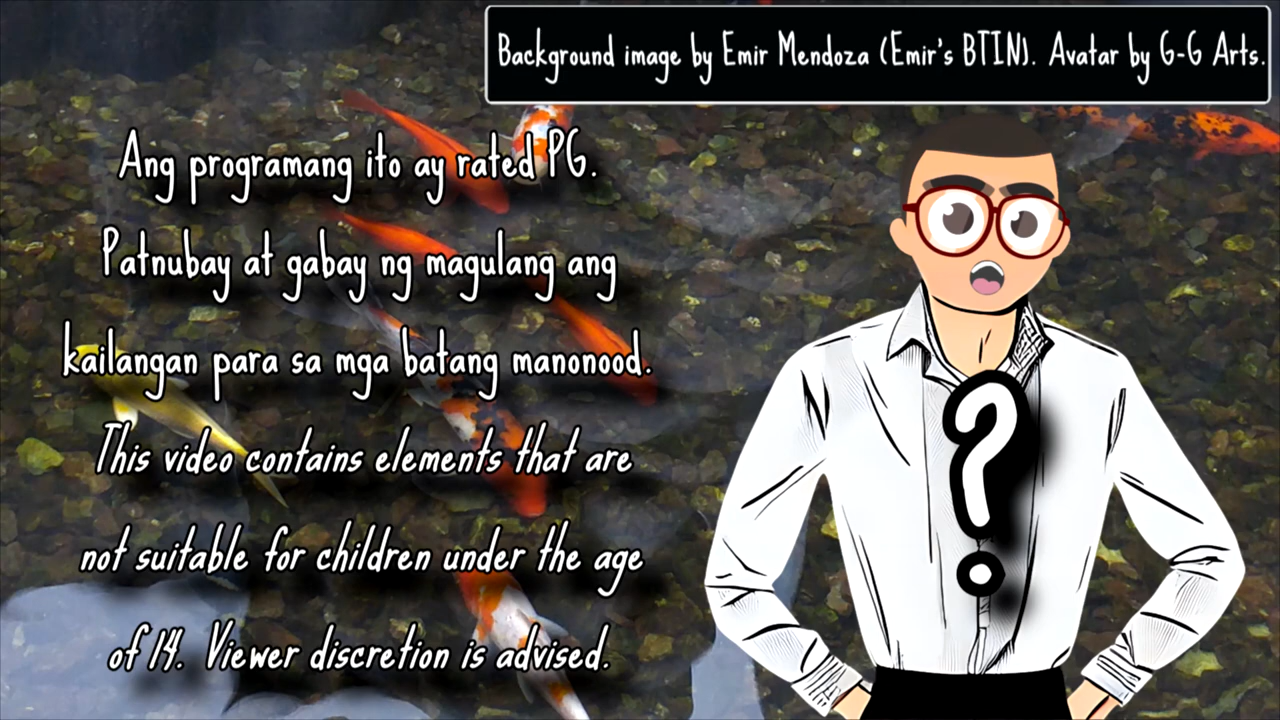 Background image by Emir Mendoza (Emir's BTIN). Avatar by G-G Arts.
Ang programang ito ay rated PG.
Patnubay at gabay ng magulang ang
kailangan para sa mga batang manonood.
This video contains elements that are
not suitable for children under the age
of 14. Viewer discretion is advised.
?